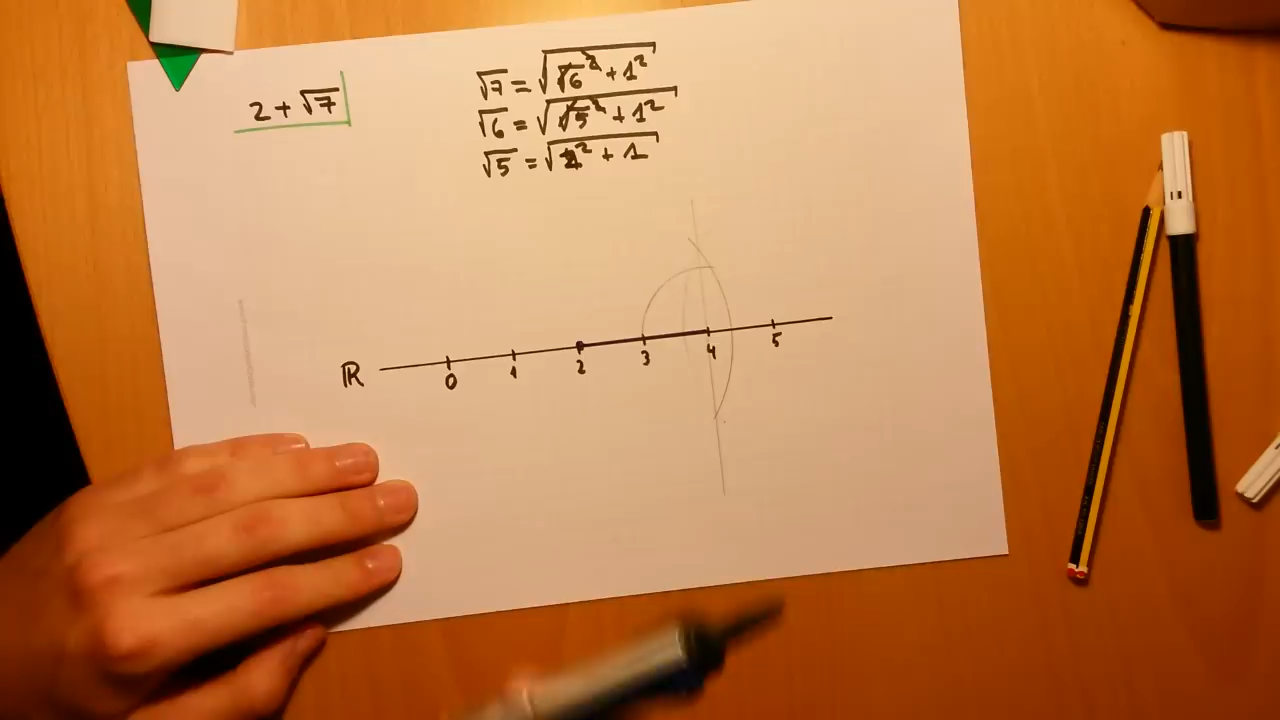 2 + √7
√7 = √(√6² + 1²)
√6 = √(√5² + 1²)
√5 = √(2² + 1)
ℝ 0 1 2 3 4 5